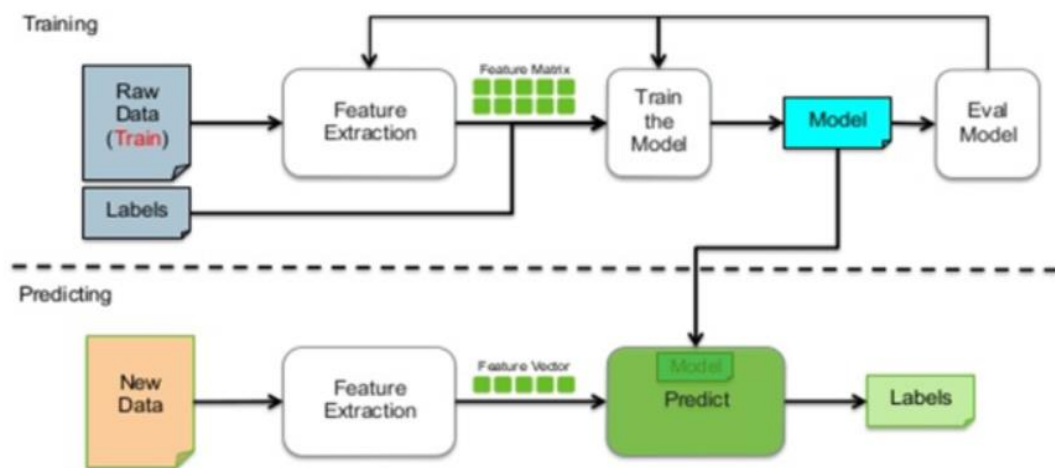 Training
Raw
Data
(Train)
Labels
Feature
Extraction
Feature Matrix
Train
the
Model
Model
Eval
Model
Predicting
New
Data
Feature
Extraction
Feature Vector
Model
Predict
Labels